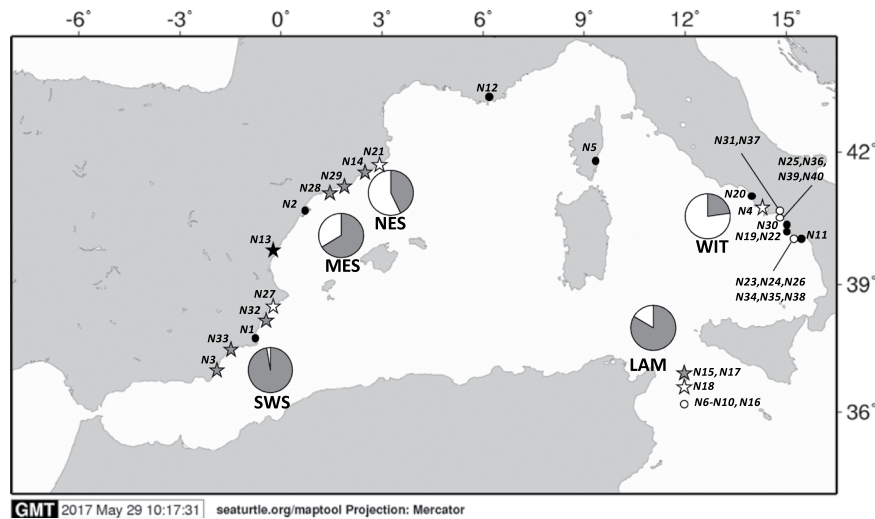 -6° -3° 0° 3° 6° 9° 12° 15°
N12
N31,N37
N21
N5
42°
N14
N25,N36,
N39,N40
N29
N28
N20
N2
N4
NES
N30
WIT
N19,N22
N11
N13
MES
N23,N24,N26
N34,N35,N38
39°
N27
N32
N1
N33
N3
LAM
N15,N17
SWS
N18
N6-N10,N16
36°
GMT 2017 May 29 10:17:31 seaturtle.org/maptool Projection: Mercator